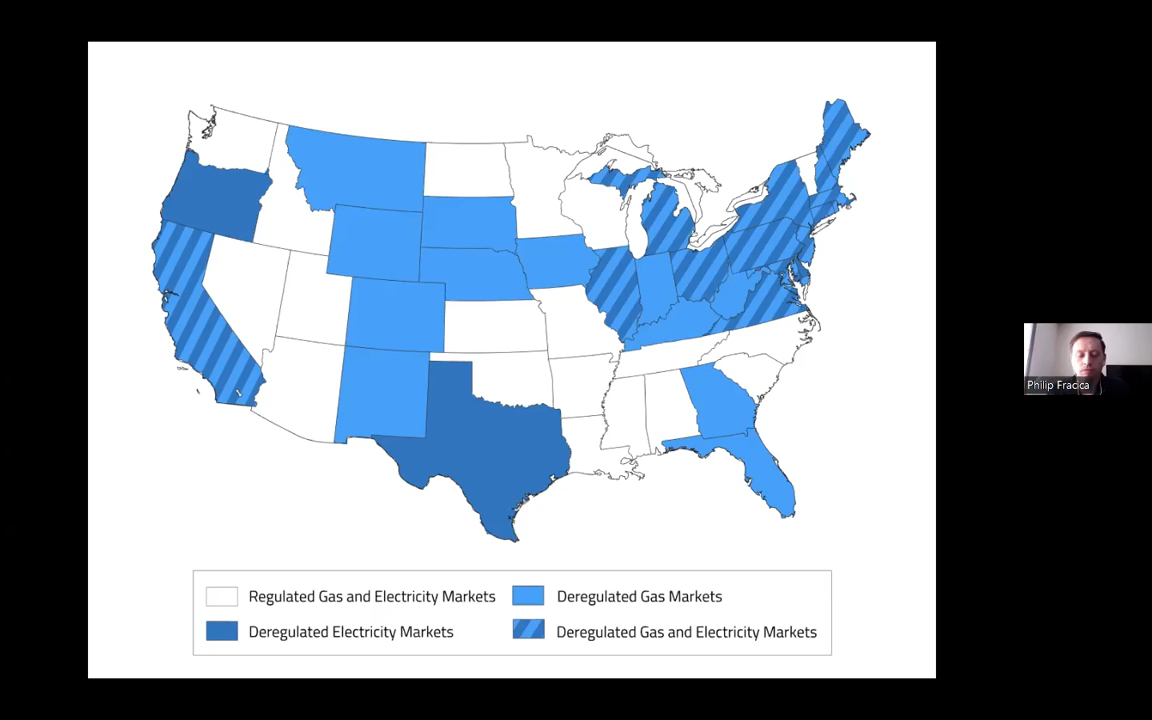 Philip Fracica
Regulated Gas and Electricity Markets
Deregulated Gas Markets
Deregulated Electricity Markets
Deregulated Gas and Electricity Markets